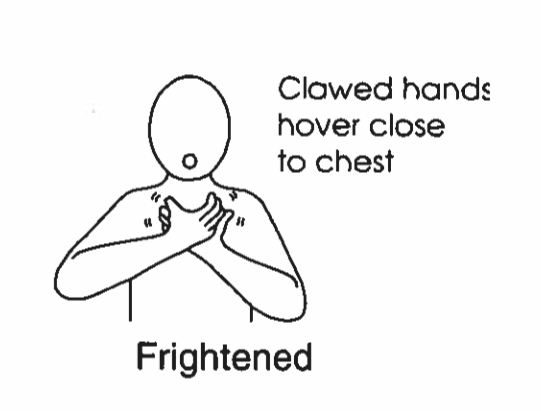 Clawed hands
hover close
to chest
Frightened